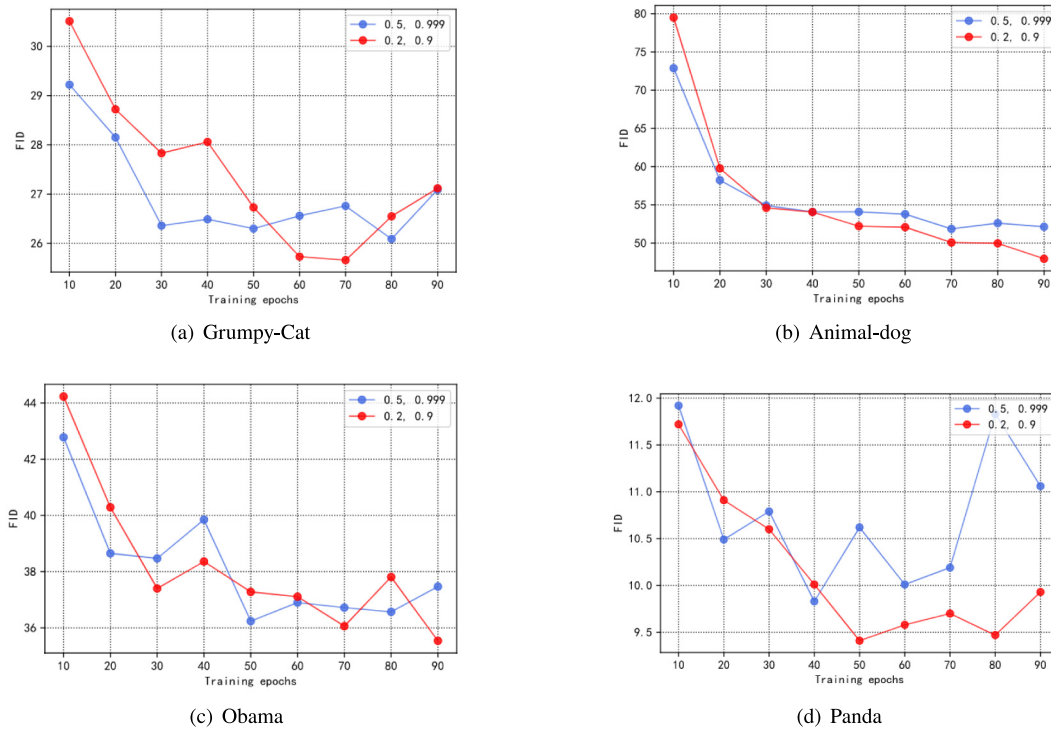 30
29
28
27
26
FID
10 20 30 40 50 60 70 80 90
Training epochs
0.5, 0.999
0.2, 0.9
(a) Grumpy-Cat
80
75
70
65
60
55
50
FID
10 20 30 40 50 60 70 80 90
Training epochs
0.5, 0.999
0.2, 0.9
(b) Animal-dog
44
42
40
38
36
FID
10 20 30 40 50 60 70 80 90
Training epochs
0.5, 0.999
0.2, 0.9
(c) Obama
12.0
11.5
11.0
10.5
10.0
9.5
FID
10 20 30 40 50 60 70 80 90
Training epochs
0.5, 0.999
0.2, 0.9
(d) Panda